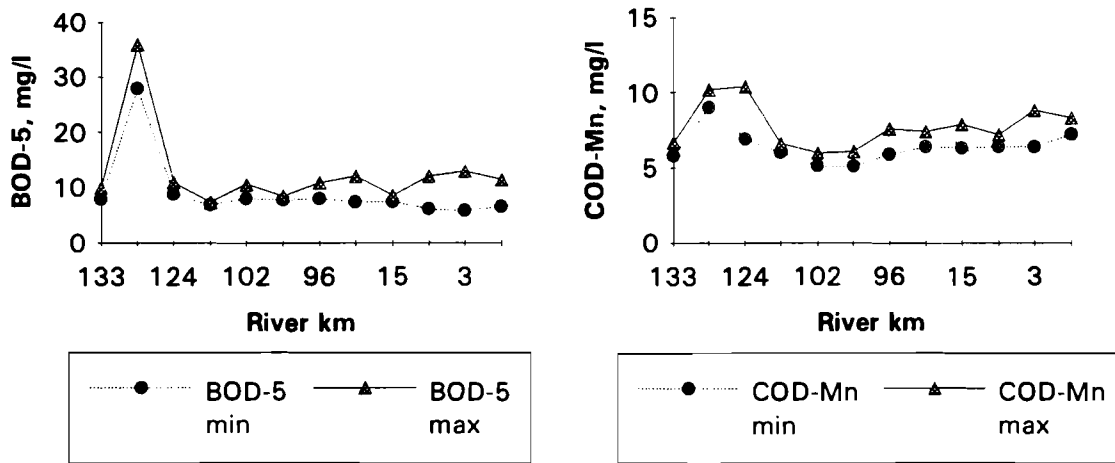 BOD-5, mg/l
40
30
20
10
0
133 124 102 96 15 3
River km
BOD-5 min
BOD-5 max
COD-Mn, mg/l
15
10
5
0
133 124 102 96 15 3
River km
COD-Mn min
COD-Mn max